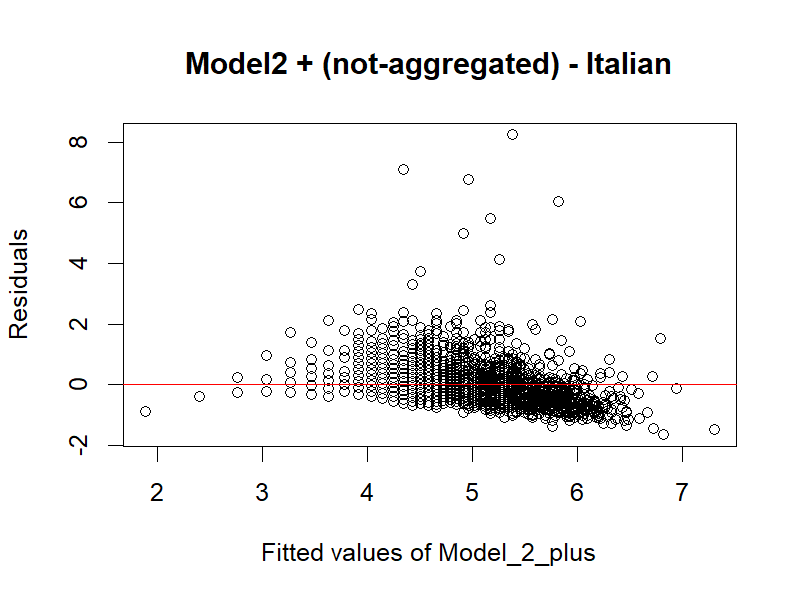 Model2 + (not-aggregated) - Italian
Residuals
8
6
4
2
0
-2
2 3 4 5 6 7
Fitted values of Model_2_plus